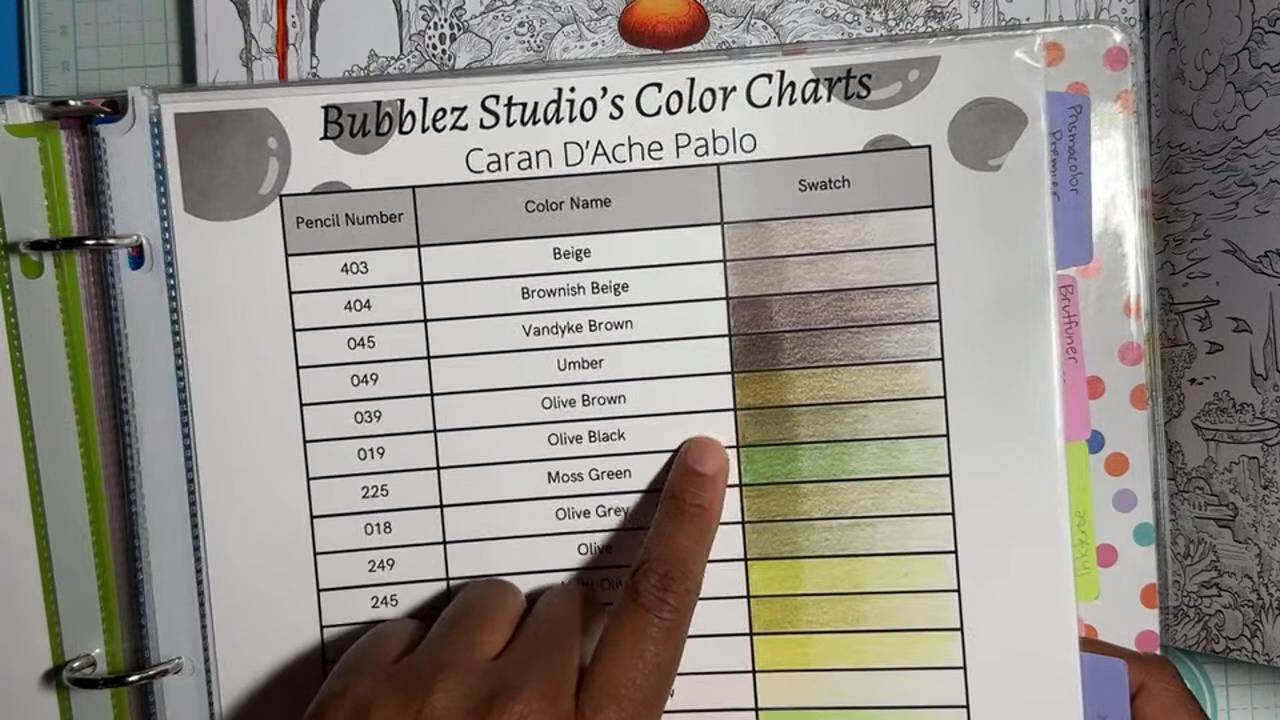 Bubblez Studio's Color Charts
Caran D'Ache Pablo
Pencil Number Color Name Swatch
403 Beige
404 Brownish Beige
045 Vandyke Brown
049 Umber
039 Olive Brown
019 Olive Black
225 Moss Green
018 Olive Grey
249 Olive
245
Prismacolor
Premier
Brutfuner
Inktense